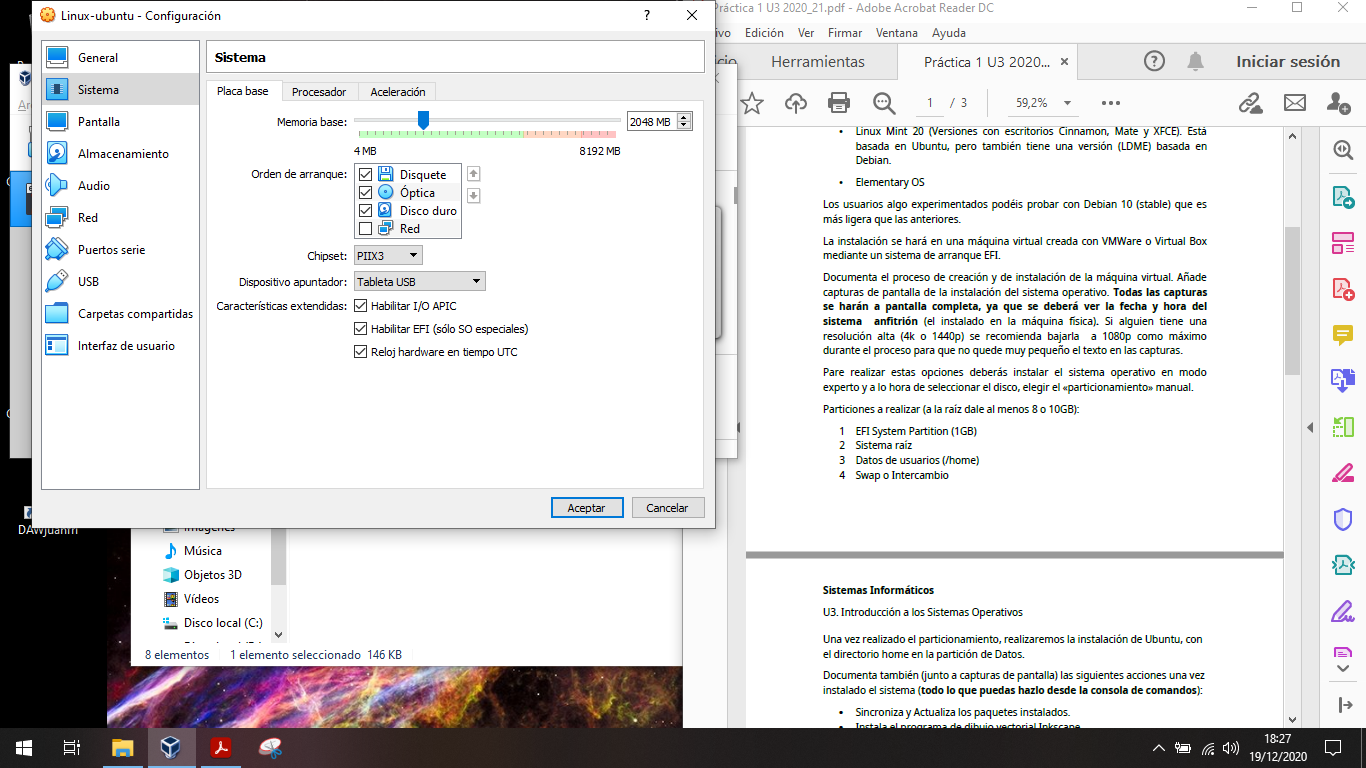 Linux-ubuntu - Configuración
?
General
Sistema
Pantalla
Almacenamiento
Audio
Red
Puertos serie
USB
Carpetas compartidas
Interfaz de usuario
Sistema
Placa base
Procesador
Aceleración
Memoria base:
2048 MB
4 MB
8192 MB
Orden de arranque:
Disquete
Óptica
Disco duro
Red
Chipset:
PIIX3
Dispositivo apuntador:
Tableta USB
Características extendidas:
Habilitar I/O APIC
Habilitar EFI (sólo SO especiales)
Reloj hardware en tiempo UTC
Aceptar
Cancelar
DAWjuanfri
Imágenes
Música
Objetos 3D
Vídeos
Disco local (C:)
8 elementos
1 elemento seleccionado 146 KB
Práctica 1 U3 2020_21.pdf - Adobe Acrobat Reader DC
Edición Ver Firmar Ventana Ayuda
Herramientas
Práctica 1 U3 2020...
Iniciar sesión
1 / 3
59,2%
• Linux Mint 20 (Versiones con escritorios Cinnamon, Mate y XFCE). Está
basada en Ubuntu, pero también tiene una versión (LDME) basada en
Debian.
• Elementary OS
Los usuarios algo experimentados podéis probar con Debian 10 (stable) que es
más ligera que las anteriores.
La instalación se hará en una máquina virtual creada con VMWare o Virtual Box
mediante un sistema de arranque EFI.
Documenta el proceso de creación y de instalación de la máquina virtual. Añade
capturas de pantalla de la instalación del sistema operativo. Todas las capturas
se harán a pantalla completa, ya que se deberá ver la fecha y hora del
sistema anfitrión (el instalado en la máquina física). Si alguien tiene una
resolución alta (4k o 1440p) se recomienda bajarla a 1080p como máximo
durante el proceso para que no quede muy pequeño el texto en las capturas.
Pare realizar estas opciones deberás instalar el sistema operativo en modo
experto y a lo hora de seleccionar el disco, elegir el «particionamiento» manual.
Particiones a realizar (a la raíz dale al menos 8 o 10GB):
1 EFI System Partition (1GB)
2 Sistema raíz
3 Datos de usuarios (/home)
4 Swap o Intercambio
Sistemas Informáticos
U3. Introducción a los Sistemas Operativos
Una vez realizado el particionamiento, realizaremos la instalación de Ubuntu, con
el directorio home en la partición de Datos.
Documenta también (junto a capturas de pantalla) las siguientes acciones una vez
instalado el sistema (todo lo que puedas hazlo desde la consola de comandos):
• Sincroniza y Actualiza los paquetes instalados.
• Instala el programa de dibujo vectorial Inkscape.
18:27
19/12/2020